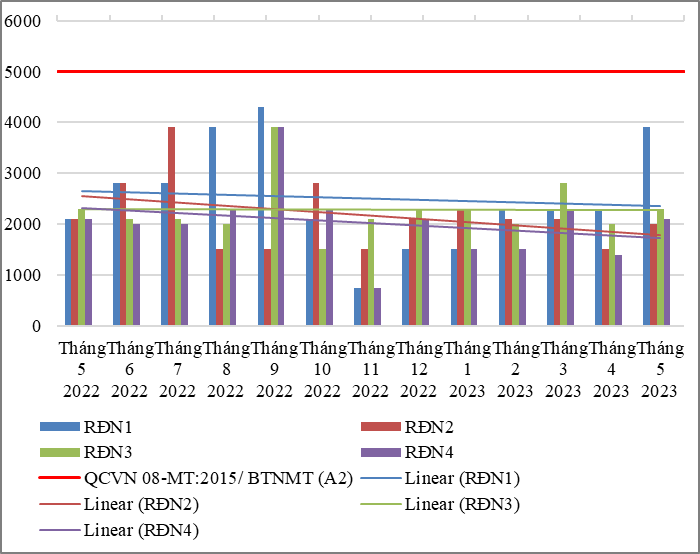 6000
5000
4000
3000
2000
1000
0
Tháng Tháng Tháng Tháng Tháng Tháng Tháng Tháng Tháng Tháng Tháng Tháng Tháng
5 6 7 8 9 10 11 12 1 2 3 4 5
2022 2022 2022 2022 2022 2022 2022 2022 2023 2023 2023 2023 2023
RĐN1 RĐN2
RĐN3 RĐN4
QCVN 08-MT:2015/ BTNMT (A2) Linear (RĐN1)
Linear (RĐN2) Linear (RĐN3)
Linear (RĐN4)